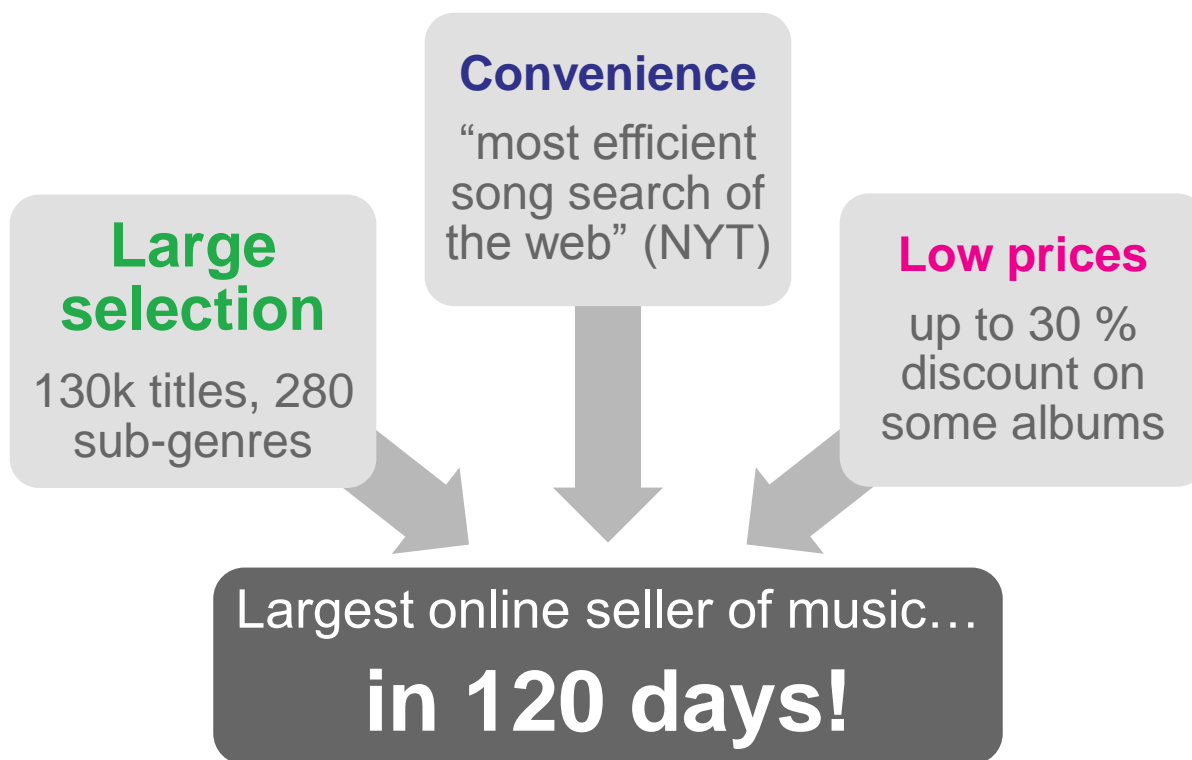 Large
selection
130k titles, 280
sub-genres
Convenience
“most efficient
song search of
the web” (NYT)
Low prices
up to 30 %
discount on
some albums
Largest online seller of music…
in 120 days!